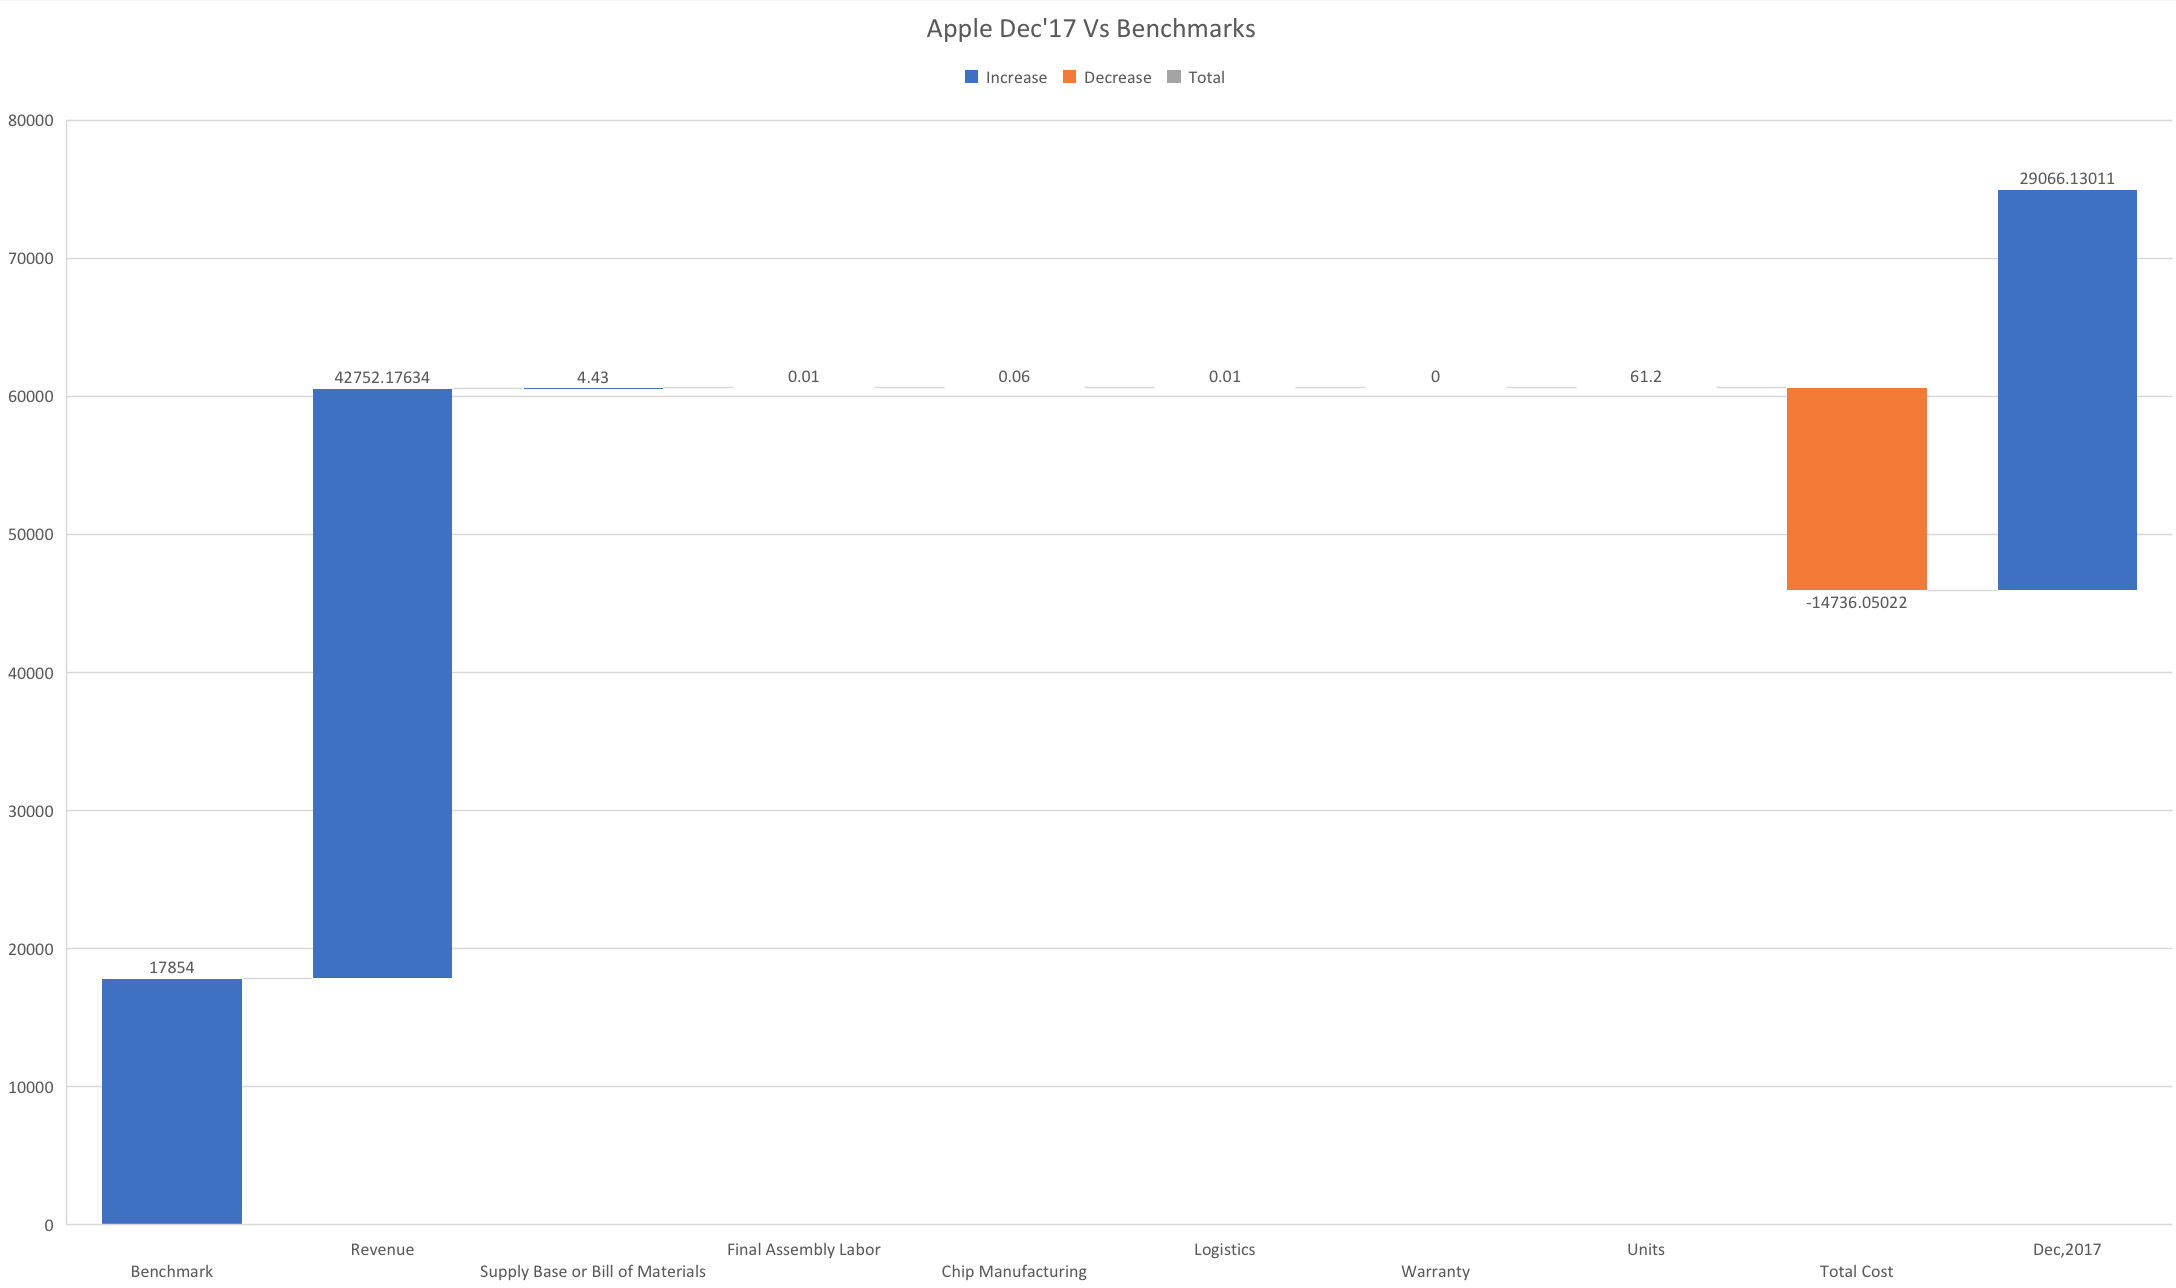 Apple Dec'17 Vs Benchmarks
Increase Decrease Total
80000
29066.13011
70000
42752.17634 4.43 0.01 0.06 0.01 0 61.2
60000
50000
-14736.05022
40000
30000
20000
17854
10000
0
Revenue Final Assembly Labor Logistics Units Dec,2017
Benchmark Supply Base or Bill of Materials Chip Manufacturing Warranty Total Cost